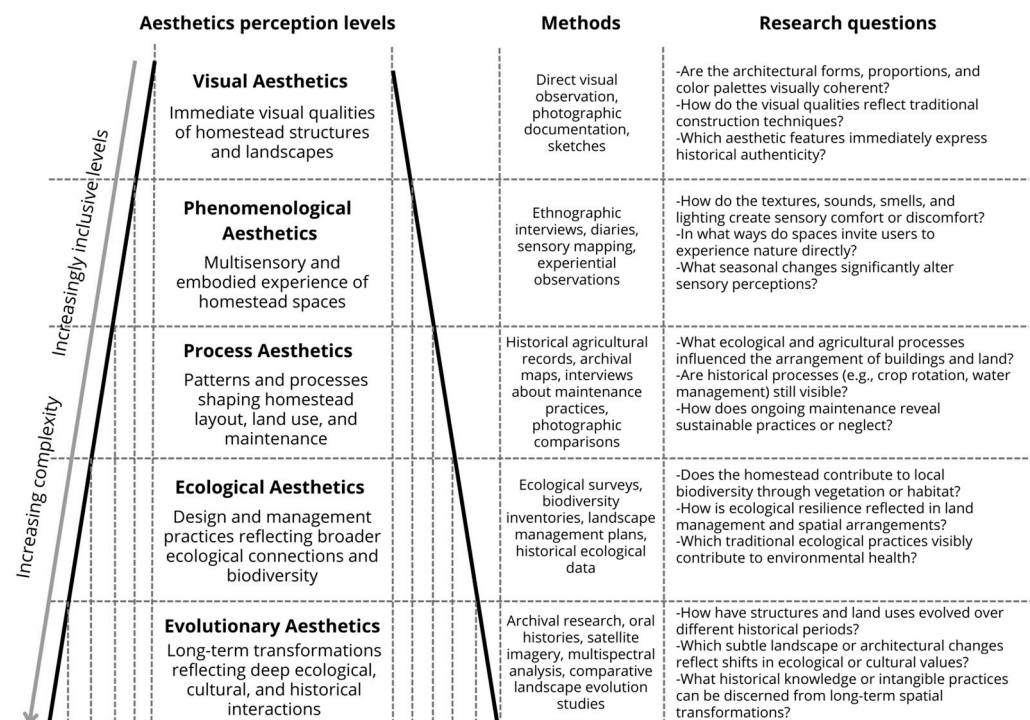 Aesthetics perception levels
Methods
Research questions
Increasingly inclusive levels
Increasing complexity
Visual Aesthetics
Immediate visual qualities
of homestead structures
and landscapes
Direct visual
observation,
photographic
documentation,
sketches
-Are the architectural forms, proportions, and
color palettes visually coherent?
-How do the visual qualities reflect traditional
construction techniques?
-Which aesthetic features immediately express
historical authenticity?
Phenomenological
Aesthetics
Multisensory and
embodied experience of
homestead spaces
Ethnographic
interviews, diaries,
sensory mapping,
experiential
observations
-How do the textures, sounds, smells, and
lighting create sensory comfort or discomfort?
-In what ways do spaces invite users to
experience nature directly?
-What seasonal changes significantly alter
sensory perceptions?
Process Aesthetics
Patterns and processes
shaping homestead
layout, land use, and
maintenance
Historical agricultural
records, archival
maps, interviews
about maintenance
practices,
photographic
comparisons
-What ecological and agricultural processes
influenced the arrangement of buildings and land?
-Are historical processes (e.g., crop rotation, water
management) still visible?
-How does ongoing maintenance reveal
sustainable practices or neglect?
Ecological Aesthetics
Design and management
practices reflecting broader
ecological connections and
biodiversity
Ecological surveys,
biodiversity
inventories, landscape
management plans,
historical ecological
data
-Does the homestead contribute to local
biodiversity through vegetation or habitat?
-How is ecological resilience reflected in land
management and spatial arrangements?
-Which traditional ecological practices visibly
contribute to environmental health?
Evolutionary Aesthetics
Long-term transformations
reflecting deep ecological,
cultural, and historical
interactions
Archival research, oral
histories, satellite
imagery, multispectral
analysis, comparative
landscape evolution
studies
-How have structures and land uses evolved over
different historical periods?
-Which subtle landscape or architectural changes
reflect shifts in ecological or cultural values?
-What historical knowledge or intangible practices
can be discerned from long-term spatial
transformations?